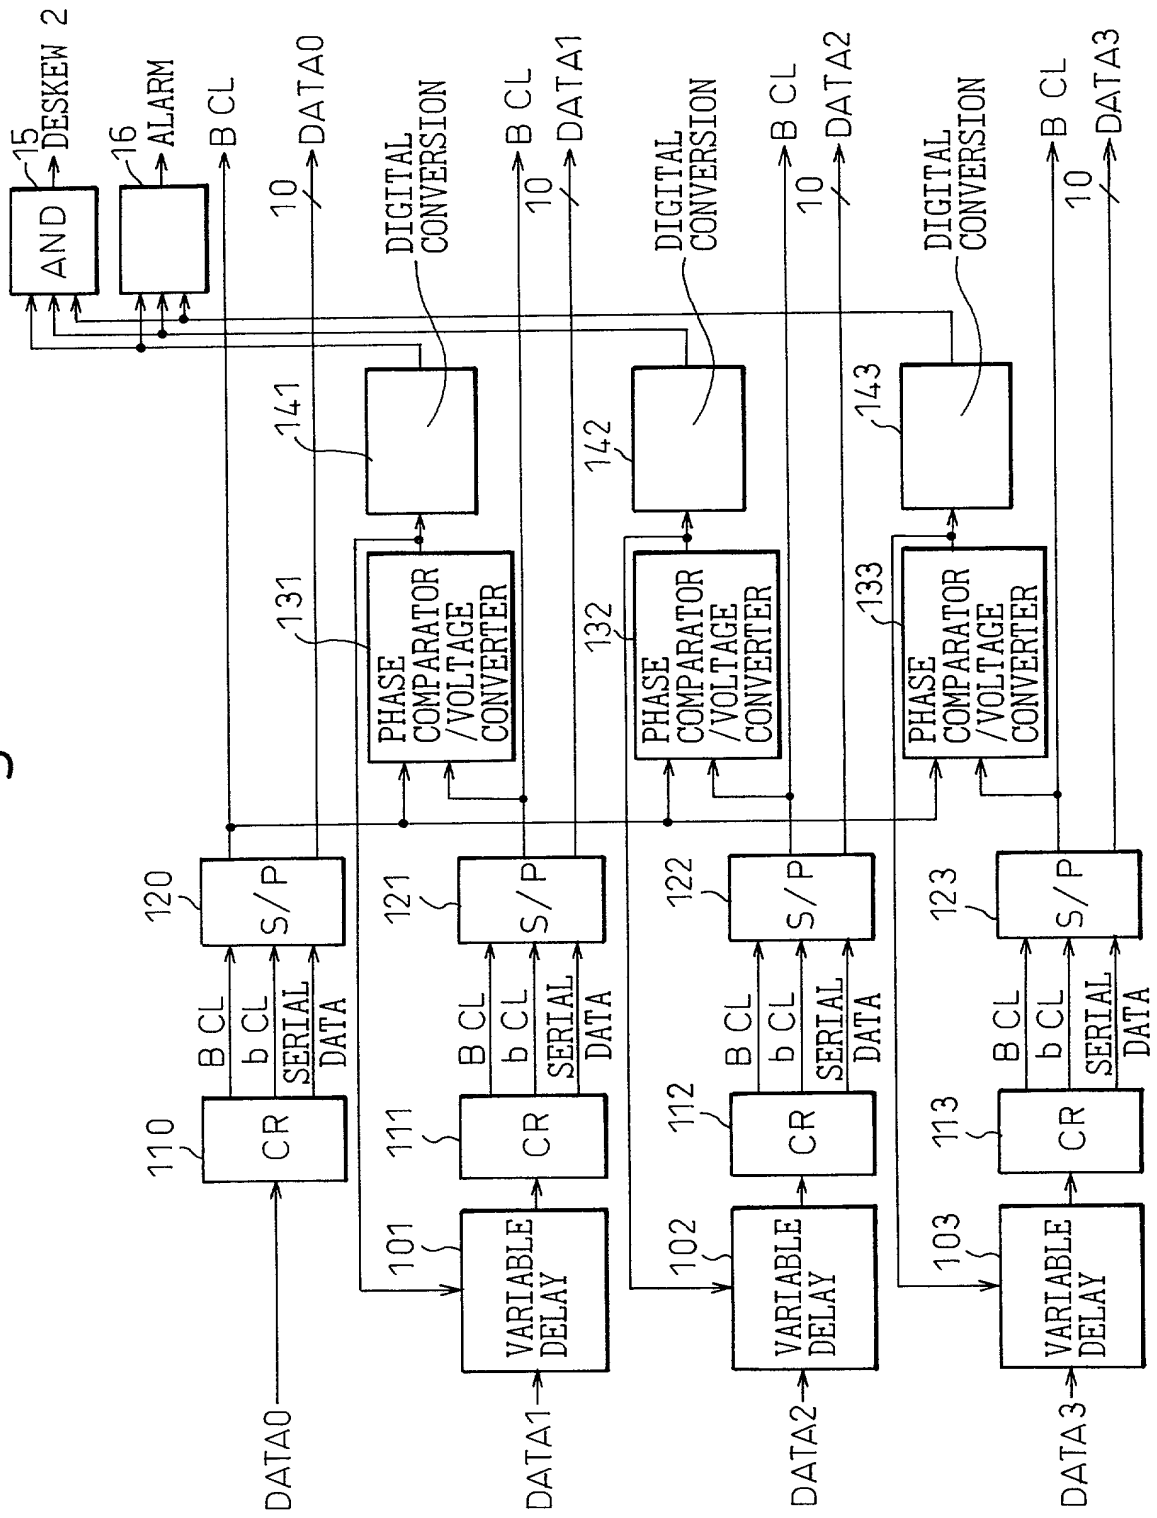 15
DESKEW 2
AND
16
ALARM
B CL
10
DATA0
120
S/P
B CL
b CL
SERIAL
DATA
110
CR
DATA0
DIGITAL
CONVERSION
141
131
PHASE
COMPARATOR
/VOLTAGE
CONVERTER
B CL
10
DATA1
121
S/P
B CL
b CL
SERIAL
DATA
111
CR
101
VARIABLE
DELAY
DATA1
DIGITAL
CONVERSION
142
132
PHASE
COMPARATOR
/VOLTAGE
CONVERTER
B CL
10
DATA2
122
S/P
B CL
b CL
SERIAL
DATA
112
CR
102
VARIABLE
DELAY
DATA2
DIGITAL
CONVERSION
143
133
PHASE
COMPARATOR
/VOLTAGE
CONVERTER
B CL
10
DATA3
123
S/P
B CL
b CL
SERIAL
DATA
113
CR
103
VARIABLE
DELAY
DATA3